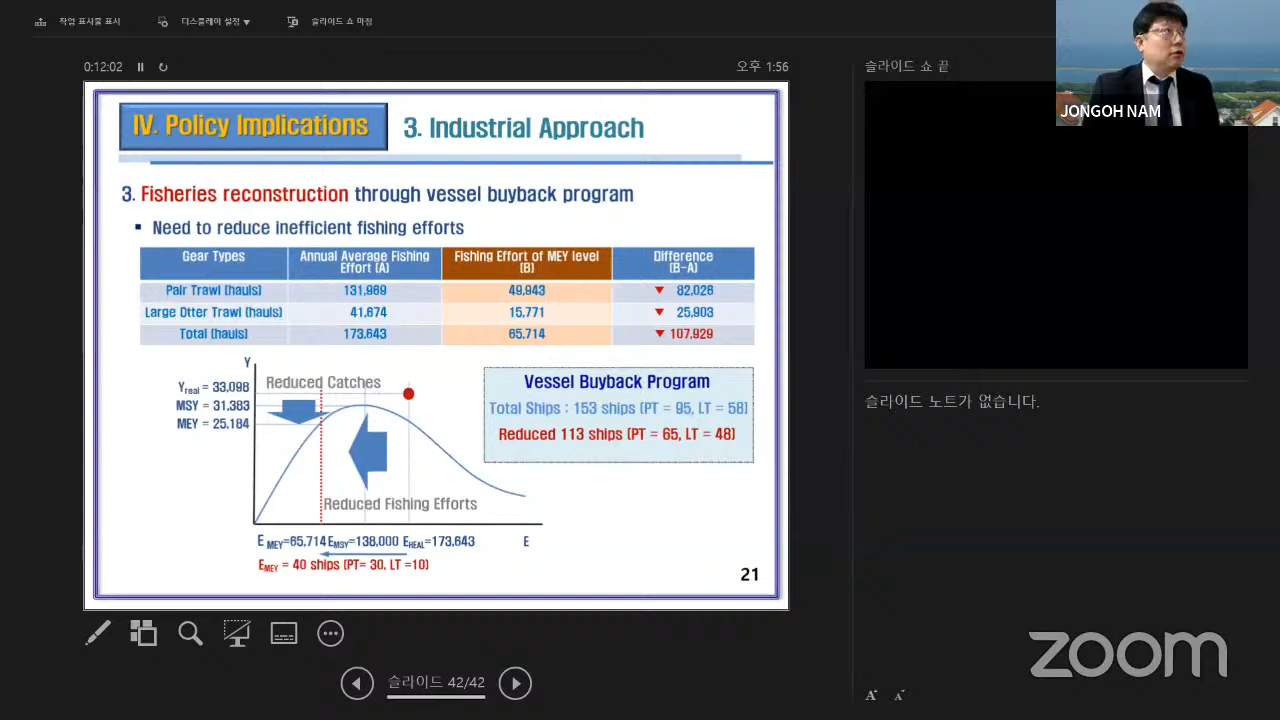 작업 표시줄 표시
디스플레이 설정 ▼
슬라이드 쇼 마침
0:12:02
오후 1:56
슬라이드 쇼 끝
JONGOH NAM
IV. Policy Implications
3. Industrial Approach
3. Fisheries reconstruction through vessel buyback program
▪ Need to reduce inefficient fishing efforts
Gear Types
Annual Average Fishing
Effort (A)
Fishing Effort of MEY level
(B)
Difference
(B-A)
Pair Trawl (hauls) 131,969 49,943 ▼ 82,026
Large Otter Trawl (hauls) 41,674 15,771 ▼ 25,903
Total (hauls) 173,643 65,714 ▼ 107,929
Y
Yreal = 33,098
MSY = 31,383
MEY = 25,184
Reduced Catches
Reduced Fishing Efforts
E MEY=65,714 EMSY=138,000 EREAL=173,643
E
EMEY = 40 ships (PT= 30, LT =10)
Vessel Buyback Program
Total Ships : 153 ships (PT = 95, LT = 58)
Reduced 113 ships (PT = 65, LT = 48)
21
슬라이드 노트가 없습니다.
슬라이드 42/42
zoom
A A